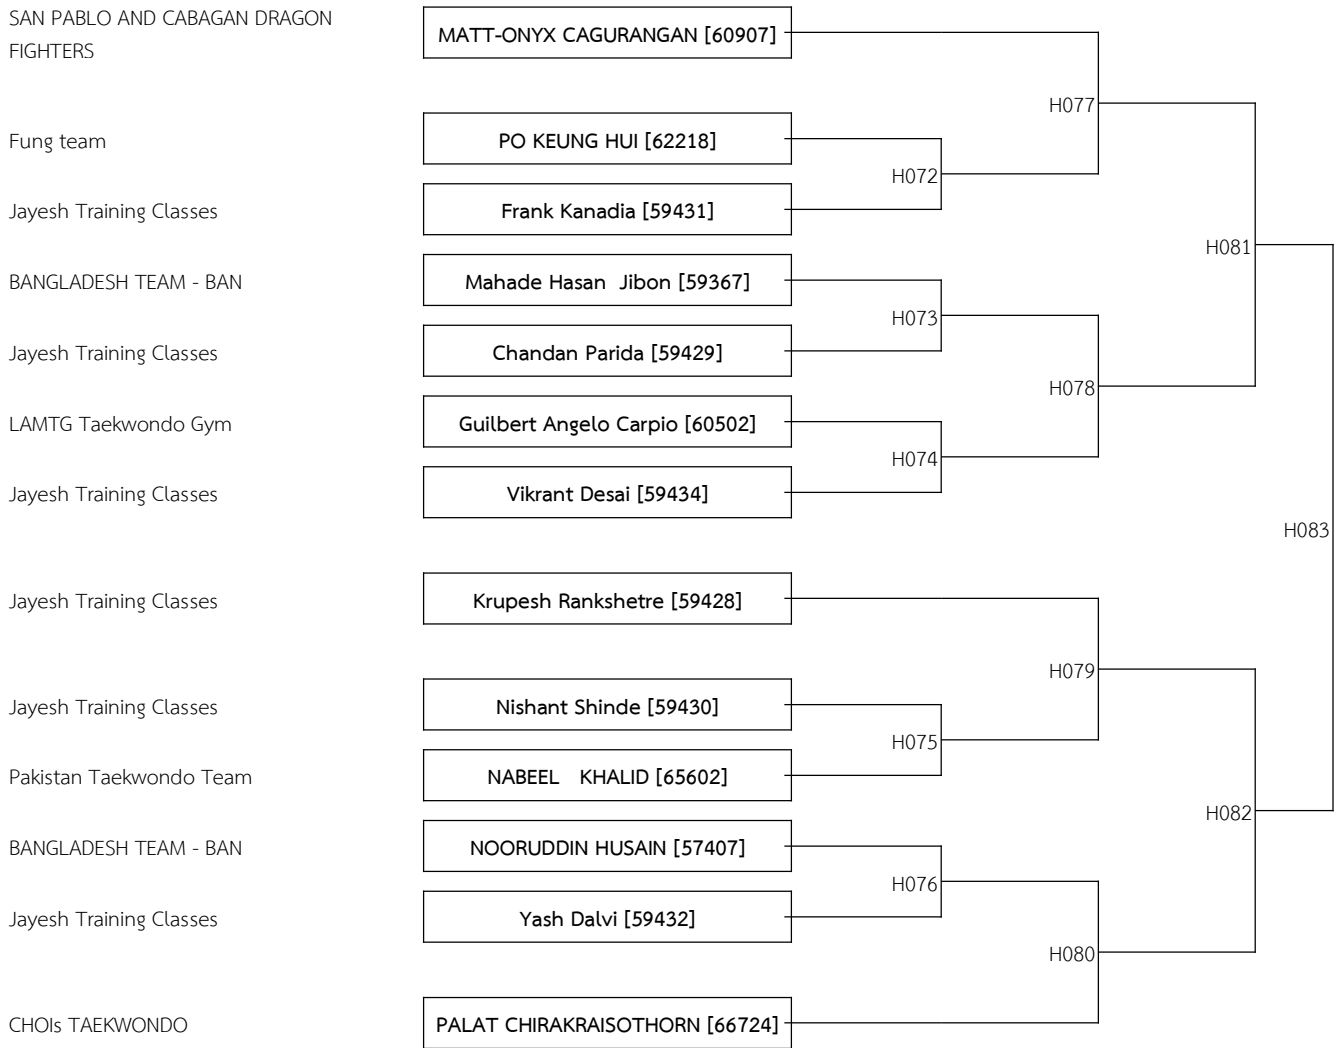 SAN PABLO AND CABAGAN DRAGON
FIGHTERS
MATT-ONYX CAGURANGAN [60907]
H077
Fung team
PO KEUNG HUI [62218]
H072
Jayesh Training Classes
Frank Kanadia [59431]
H081
BANGLADESH TEAM - BAN
Mahade Hasan  Jibon [59367]
H073
Jayesh Training Classes
Chandan Parida [59429]
H078
LAMTG Taekwondo Gym
Guilbert Angelo Carpio [60502]
H074
Jayesh Training Classes
Vikrant Desai [59434]
H083
Jayesh Training Classes
Krupesh Rankshetre [59428]
H079
Jayesh Training Classes
Nishant Shinde [59430]
H075
Pakistan Taekwondo Team
NABEEL   KHALID [65602]
H082
BANGLADESH TEAM - BAN
NOORUDDIN HUSAIN [57407]
H076
Jayesh Training Classes
Yash Dalvi [59432]
H080
CHOIs TAEKWONDO
PALAT CHIRAKRAISOTHORN [66724]